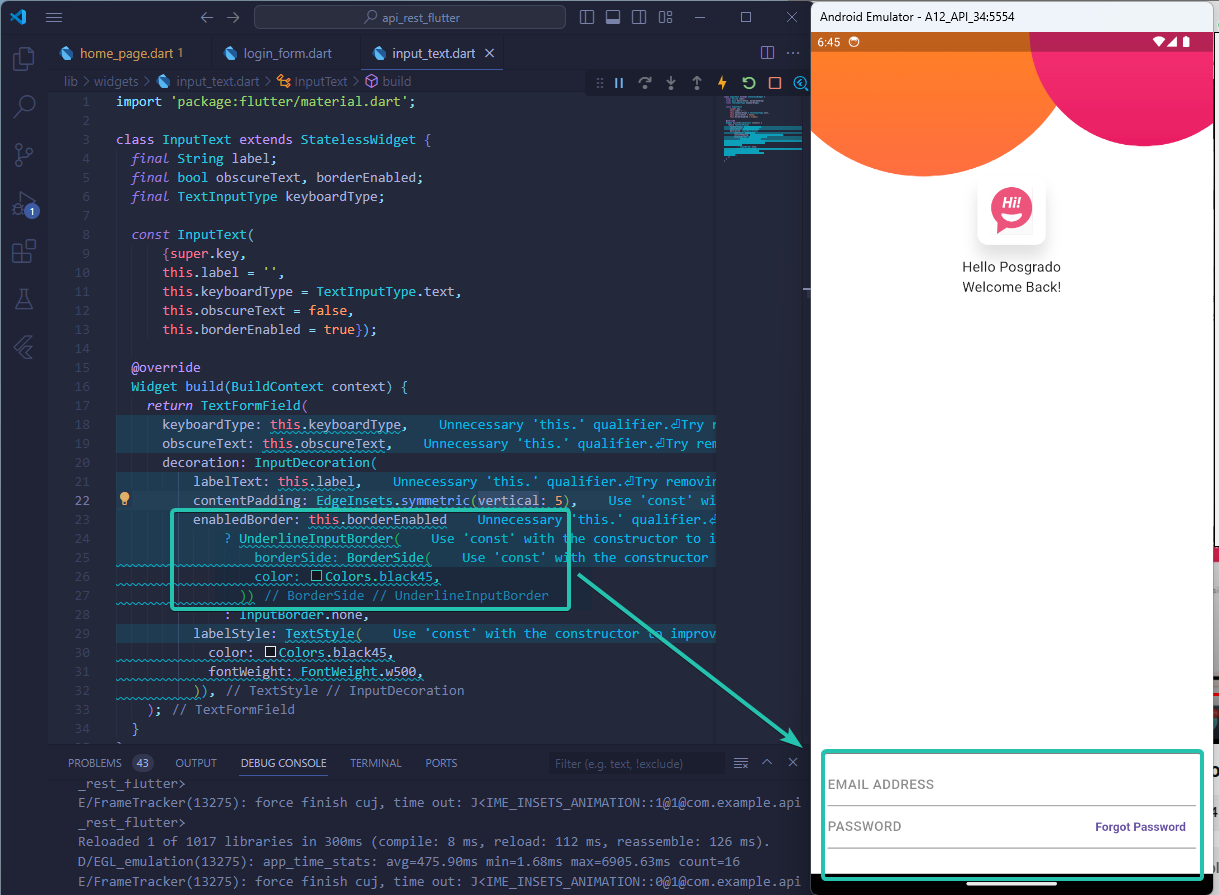 api_rest_flutter
home_page.dart 1
login_form.dart
input_text.dart
lib > widgets > input_text.dart > InputText > build
1 import 'package:flutter/material.dart';
2
3 class InputText extends StatelessWidget {
4 final String label;
5 final bool obscureText, borderEnabled;
6 final TextInputType keyboardType;
7
8 const InputText(
9 {super.key,
10 this.label = '',
11 this.keyboardType = TextInputType.text,
12 this.obscureText = false,
13 this.borderEnabled = true});
14
15 @override
16 Widget build(BuildContext context) {
17 return TextFormField(
18 keyboardType: this.keyboardType, Unnecessary 'this.' qualifier.⏎Try r
19 obscureText: this.obscureText, Unnecessary 'this.' qualifier.⏎Try rem
20 decoration: InputDecoration(
21 labelText: this.label, Unnecessary 'this.' qualifier.⏎Try removing
22 contentPadding: EdgeInsets.symmetric(vertical: 5), Use 'const' wi
23 enabledBorder: this.borderEnabled Unnecessary 'this.' qualifier.⏎
24 ? UnderlineInputBorder( Use 'const' with the constructor to i
25 borderSide: BorderSide( Use 'const' with the constructor
26 color: Colors.black45,
27 )) // BorderSide // UnderlineInputBorder
28 : InputBorder.none,
29 labelStyle: TextStyle( Use 'const' with the constructor to improv
30 color: Colors.black45,
31 fontWeight: FontWeight.w500,
32 )), // TextStyle // InputDecoration
33 ); // TextFormField
34 }
1
PROBLEMS 43 OUTPUT DEBUG CONSOLE TERMINAL PORTS
Filter (e.g. text, !exclude)
_rest_flutter>
E/FrameTracker(13275): force finish cuj, time out: J<IME_INSETS_ANIMATION::1@1@com.example.api
_rest_flutter>
Reloaded 1 of 1017 libraries in 300ms (compile: 8 ms, reload: 112 ms, reassemble: 126 ms).
D/EGL_emulation(13275): app_time_stats: avg=475.90ms min=1.68ms max=6905.63ms count=16
E/FrameTracker(13275): force finish cuj, time out: J<IME_INSETS_ANIMATION::0@1@com.example.api
Android Emulator - A12_API_34:5554
6:45
Hi!
Hello Posgrado
Welcome Back!
EMAIL ADDRESS
PASSWORD
Forgot Password